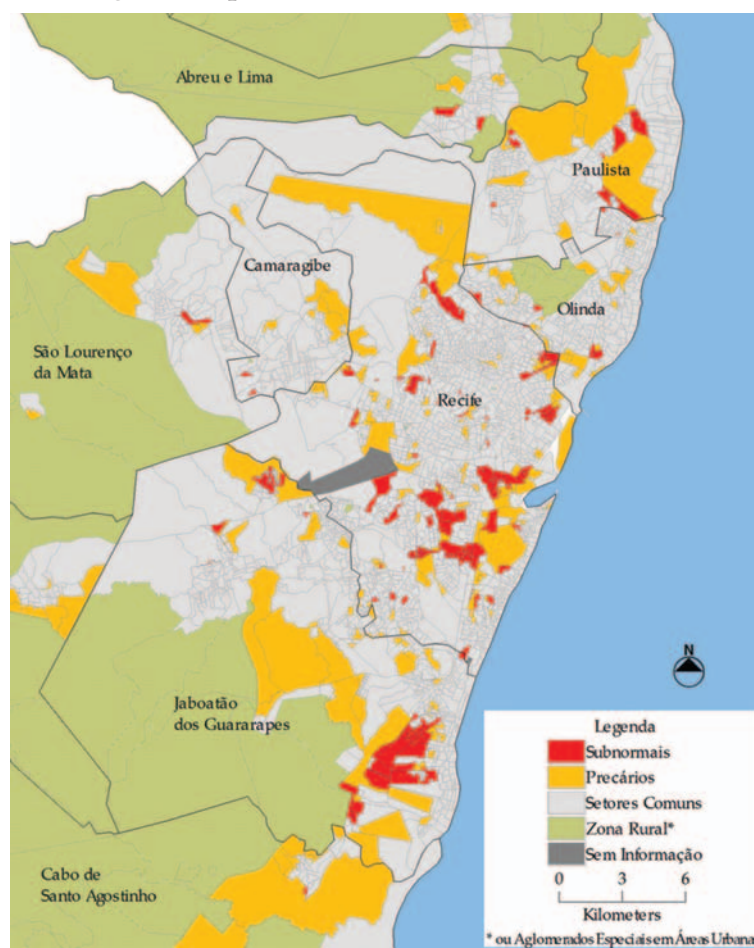 Abreu e Lima
Paulista
Camaragibe
Olinda
São Lourenço
da Mata
Recife
Jaboatão
dos Guararapes
Cabo de
Santo Agostinho
N
Legenda
Subnormais
Precários
Setores Comuns
Zona Rural*
Sem Informação
0 3 6
Kilometers
* ou Aglomerados Especiais em Áreas Urbanas